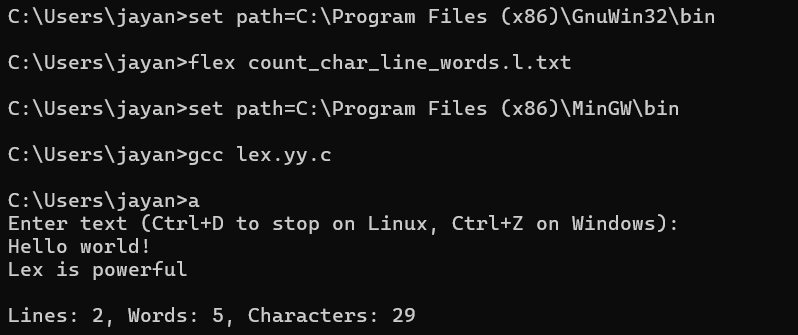 C:\Users\jayan>set path=C:\Program Files (x86)\GnuWin32\bin
C:\Users\jayan>flex count_char_line_words.l.txt
C:\Users\jayan>set path=C:\Program Files (x86)\MinGW\bin
C:\Users\jayan>gcc lex.yy.c
C:\Users\jayan>a
Enter text (Ctrl+D to stop on Linux, Ctrl+Z on Windows):
Hello world!
Lex is powerful
Lines: 2, Words: 5, Characters: 29